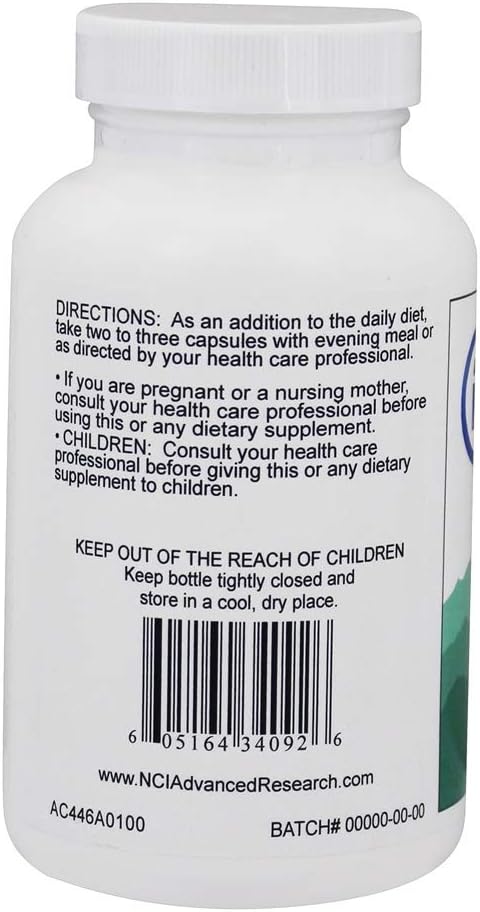 DIRECTIONS: As an addition to the daily diet,
take two to three capsules with evening meal or
as directed by your health care professional.
• If you are pregnant or a nursing mother,
consult your health care professional before
using this or any dietary supplement.
• CHILDREN: Consult your health care
professional before giving this or any dietary
supplement to children.
KEEP OUT OF THE REACH OF CHILDREN
Keep bottle tightly closed and
store in a cool, dry place.
6 05164 34092 6
www.NCIAdvancedResearch.com
AC446A0100
BATCH# 00000-00-00